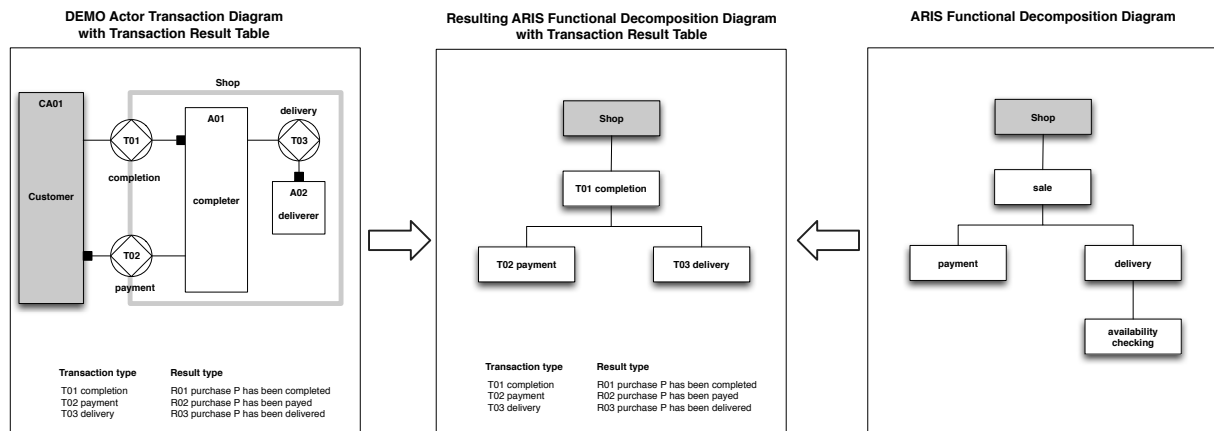 DEMO Actor Transaction Diagram
with Transaction Result Table
Shop
CA01
Customer
T01
completion
A01
completer
delivery
T03
A02
deliverer
T02
payment
Transaction type Result type
T01 completion R01 purchase P has been completed
T02 payment R02 purchase P has been payed
T03 delivery R03 purchase P has been delivered
Resulting ARIS Functional Decomposition Diagram
with Transaction Result Table
Shop
T01 completion
T02 payment T03 delivery
Transaction type Result type
T01 completion R01 purchase P has been completed
T02 payment R02 purchase P has been payed
T03 delivery R03 purchase P has been delivered
ARIS Functional Decomposition Diagram
Shop
sale
payment delivery
availability
checking